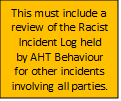 This must include a
review of the Racist
Incident Log held
by AHT Behaviour
for other incidents
involving all parties.